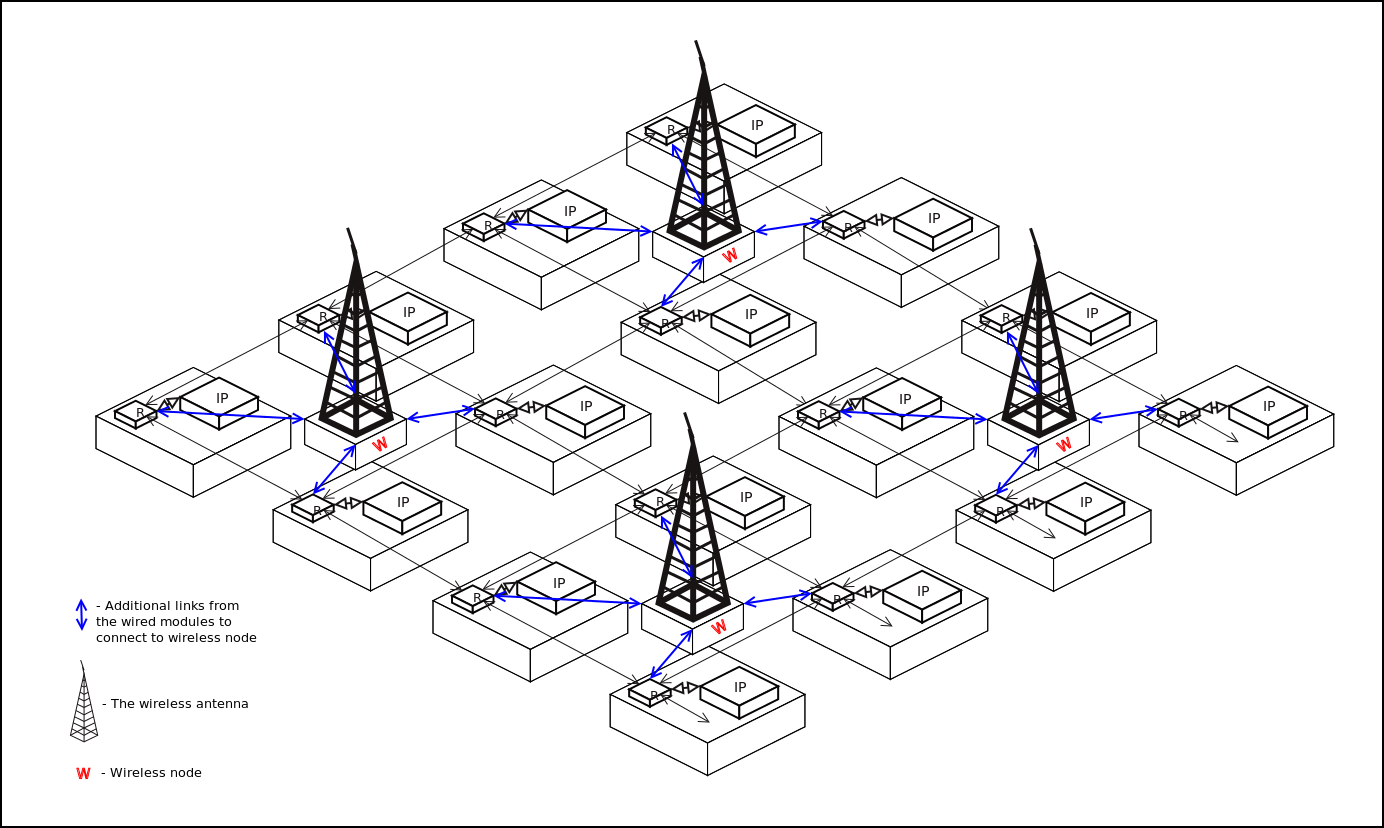 R IP
R IP
R IP
W
R IP
R IP
R IP
R IP
R IP
R IP
R IP
R IP
W
W
R IP
R IP
R IP
R IP
R IP
W
R IP
- Additional links from
the wired modules to
connect to wireless node
- The wireless antenna
W - Wireless node